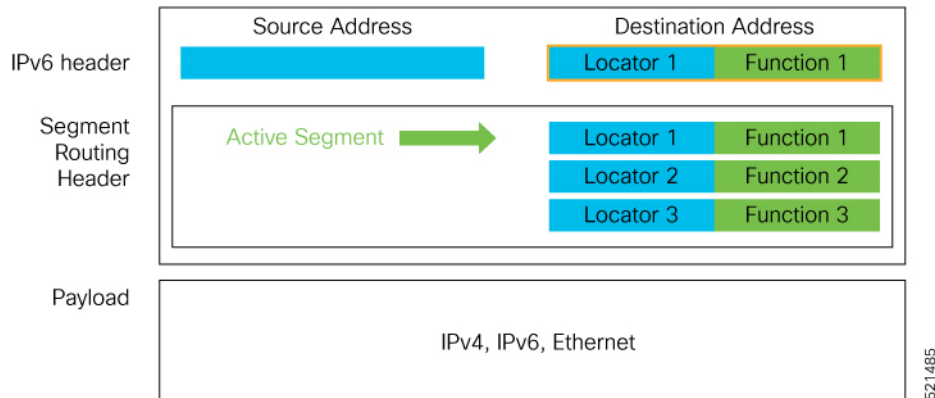 Source Address
Destination Address
IPv6 header
Locator 1
Function 1
Segment
Routing
Header
Active Segment
Locator 1
Function 1
Locator 2
Function 2
Locator 3
Function 3
Payload
IPv4, IPv6, Ethernet
521485